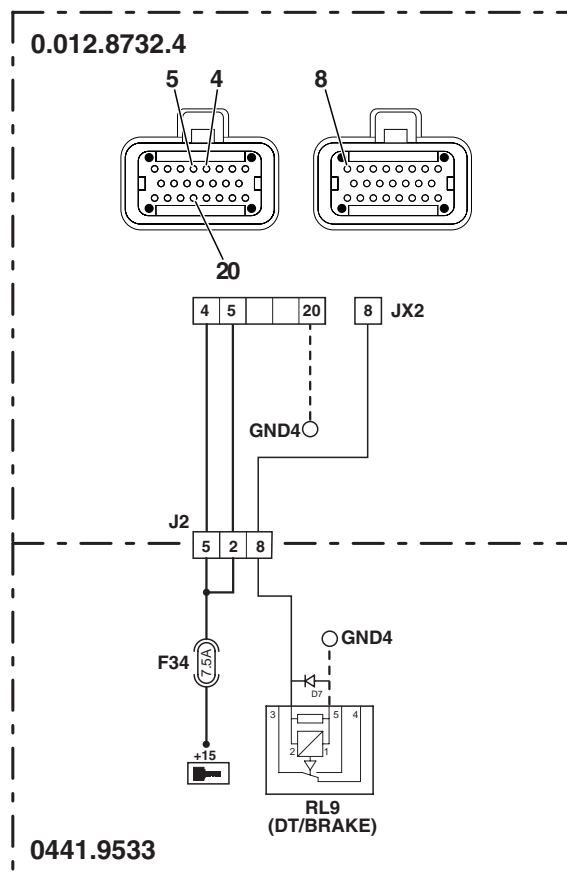 0.012.8732.4
5 4 8
20
4 5 20 8 JX2
GND4
J2
5 2 8
GND4
F34 7.5A
D7
3 5 4
2 1
+15
RL9
(DT/BRAKE)
0441.9533